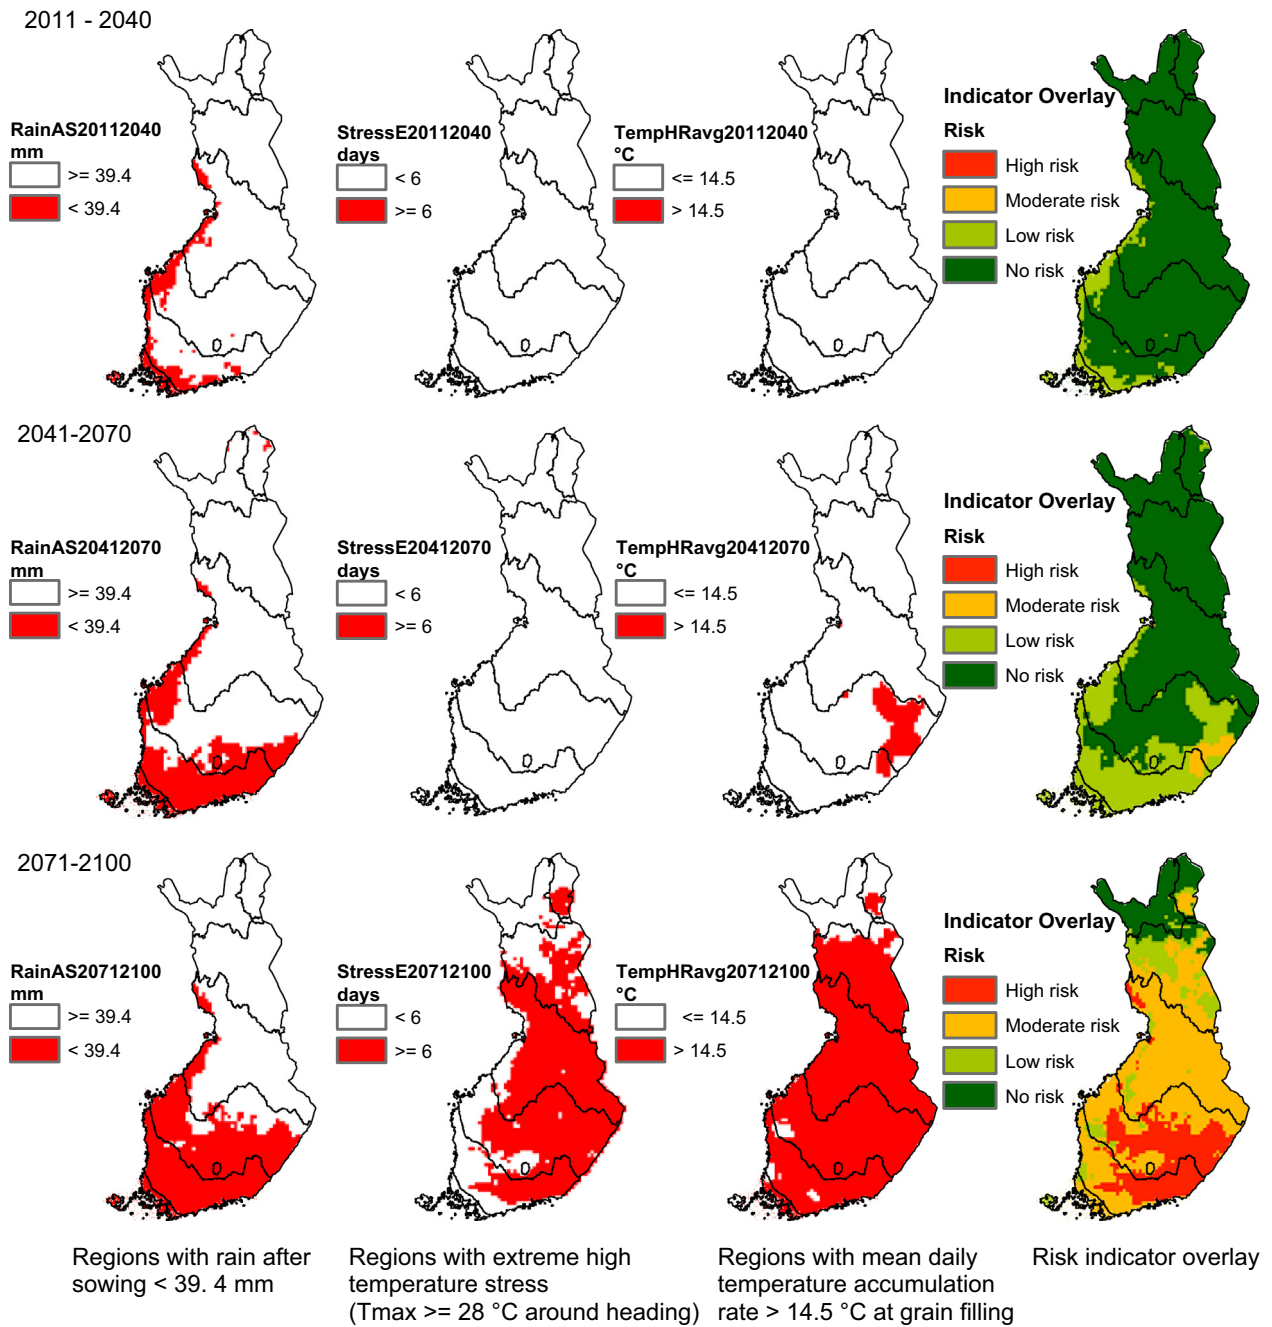 2011 - 2040
RainAS20112040
mm
>= 39.4
< 39.4
StressE20112040
days
< 6
>= 6
TempHRavg20112040
°C
<= 14.5
> 14.5
Indicator Overlay
Risk
High risk
Moderate risk
Low risk
No risk
2041-2070
RainAS20412070
mm
>= 39.4
< 39.4
StressE20412070
days
< 6
>= 6
TempHRavg20412070
°C
<= 14.5
> 14.5
Indicator Overlay
Risk
High risk
Moderate risk
Low risk
No risk
2071-2100
RainAS20712100
mm
>= 39.4
< 39.4
StressE20712100
days
< 6
>= 6
TempHRavg20712100
°C
<= 14.5
> 14.5
Indicator Overlay
Risk
High risk
Moderate risk
Low risk
No risk
Regions with rain after
sowing < 39. 4 mm
Regions with extreme high
temperature stress
(Tmax >= 28 °C around heading)
Regions with mean daily
temperature accumulation
rate > 14.5 °C at grain filling
Risk indicator overlay